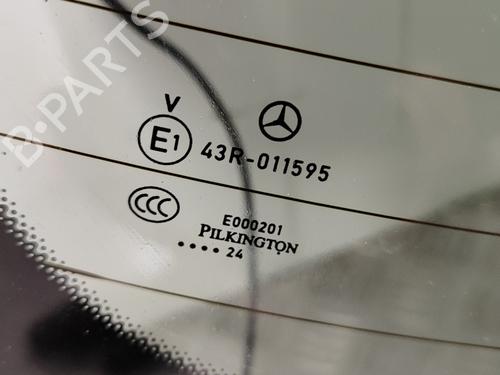 B-PARTS
V
E1 43R-011595
CCC
E000201
PILKINGTON
•••• 24